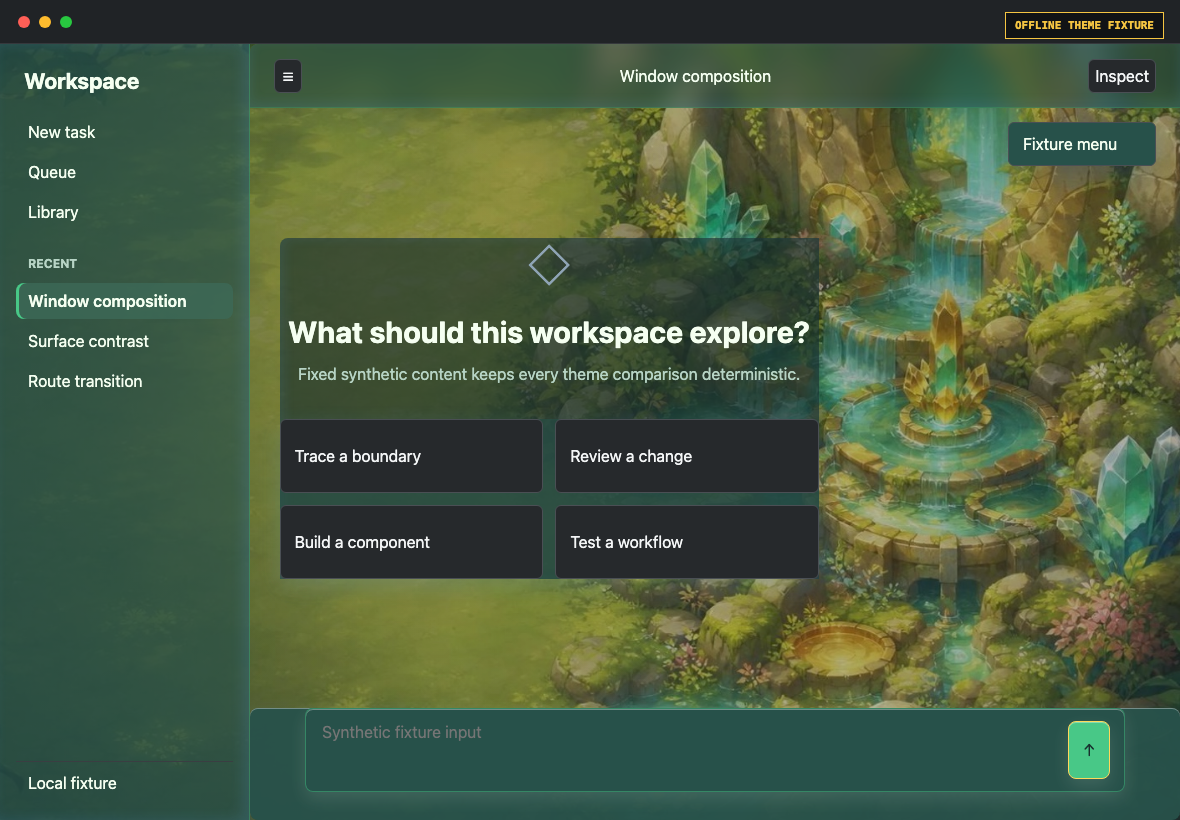 OFFLINE THEME FIXTURE
Workspace
New task
Queue
Library
RECENT
Window composition
Surface contrast
Route transition
Local fixture
Window composition
Inspect
Fixture menu
What should this workspace explore?
Fixed synthetic content keeps every theme comparison deterministic.
Trace a boundary
Review a change
Build a component
Test a workflow
Synthetic fixture input